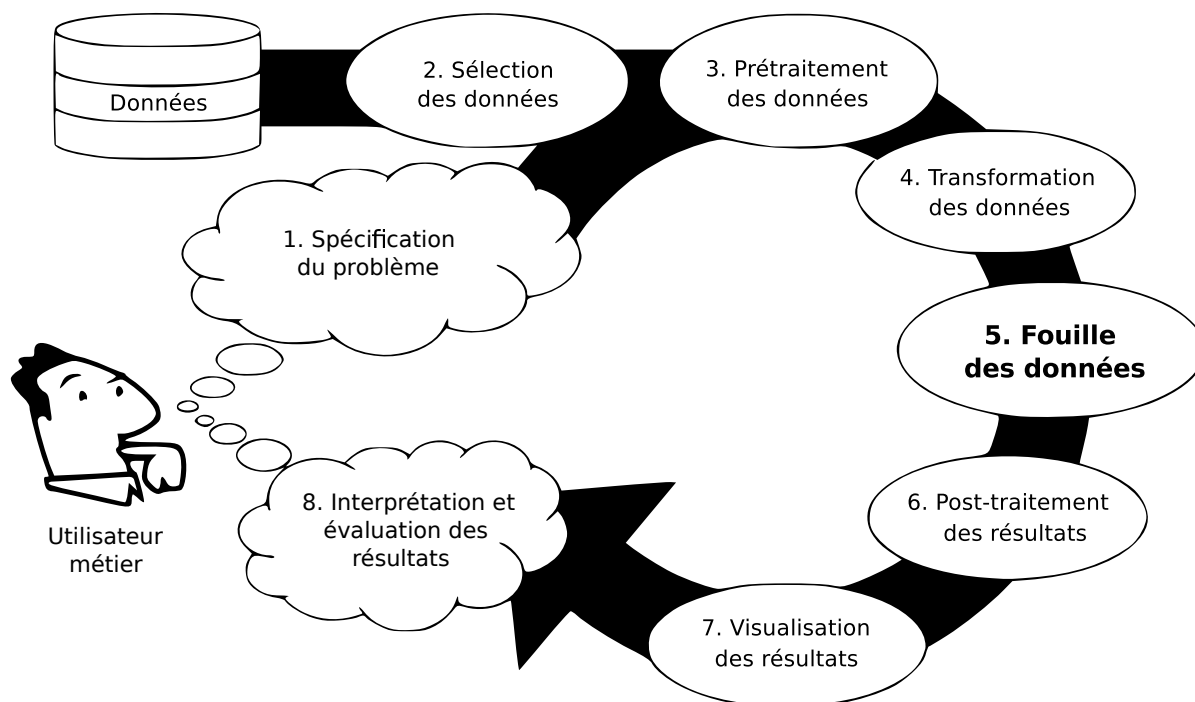 Données
2. Sélection
des données
3. Prétraitement
des données
4. Transformation
des données
1. Spécification
du problème
5. Fouille
des données
6. Post-traitement
des résultats
7. Visualisation
des résultats
8. Interprétation et
évaluation des
résultats
Utilisateur
métier